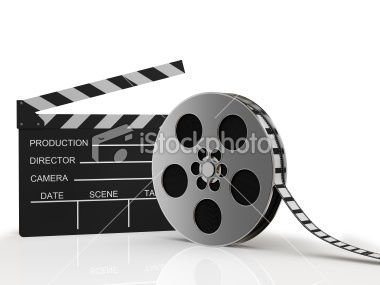 PRODUCTION
iStockphoto
DIRECTOR
CAMERA
DATE SCENE